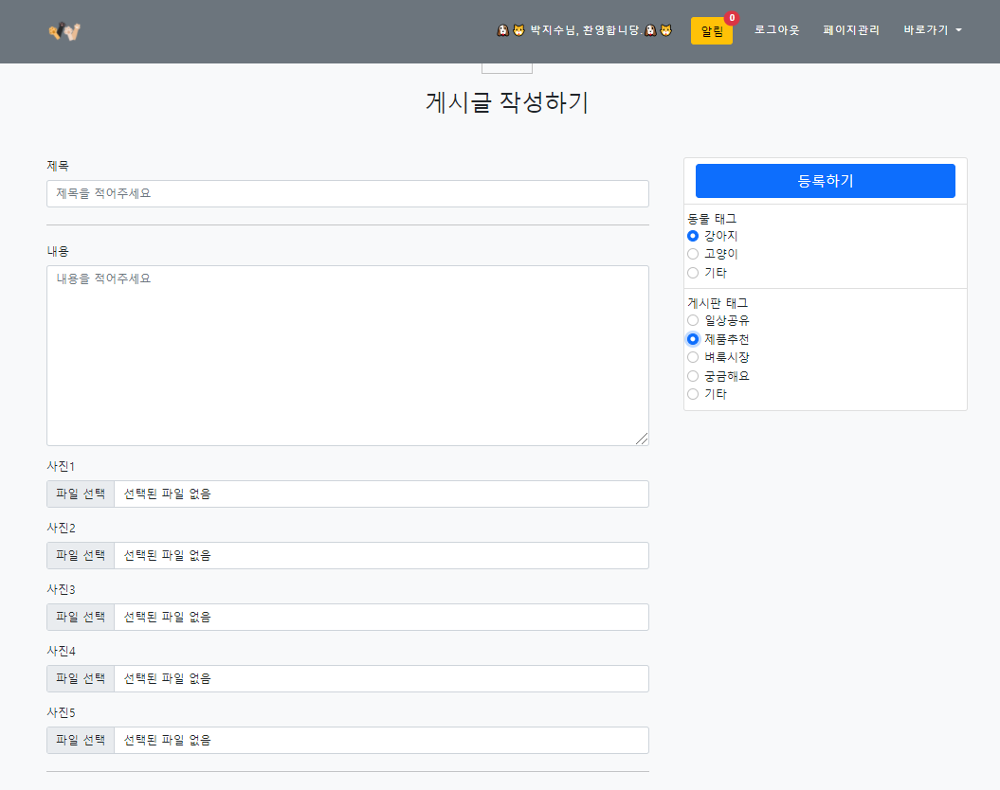 박지수님, 환영합니당.
알림
0
로그아웃
페이지관리
바로가기
게시글 작성하기
제목
제목을 적어주세요
내용
내용을 적어주세요
사진1
파일 선택 선택된 파일 없음
사진2
파일 선택 선택된 파일 없음
사진3
파일 선택 선택된 파일 없음
사진4
파일 선택 선택된 파일 없음
사진5
파일 선택 선택된 파일 없음
등록하기
동물 태그
강아지
고양이
기타
게시판 태그
일상공유
제품추천
벼룩시장
궁금해요
기타